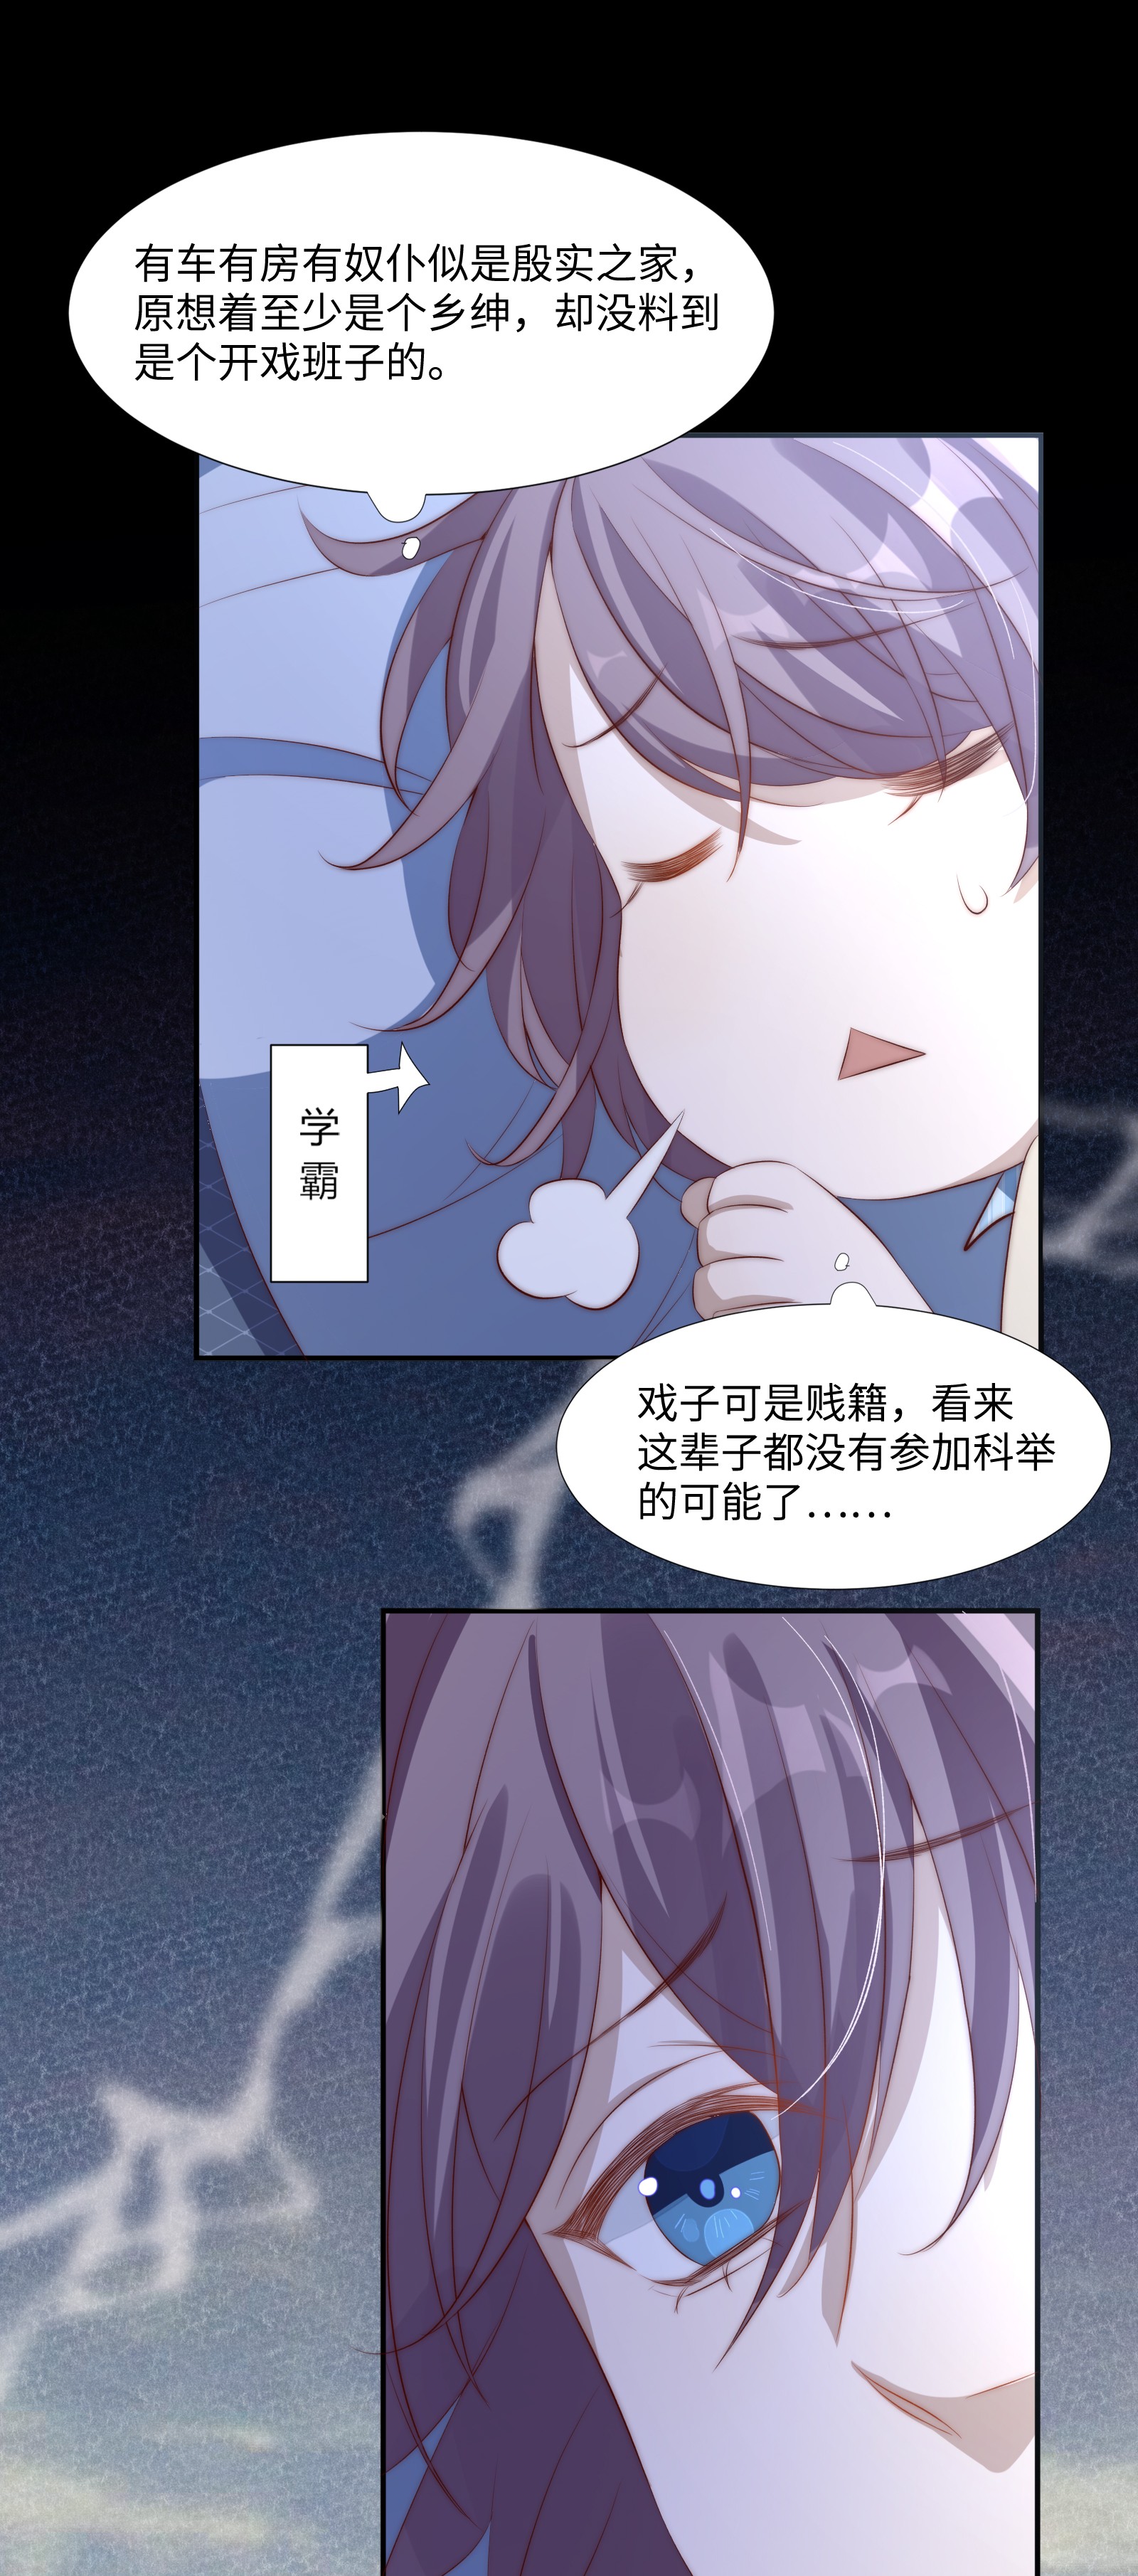 有车有房有奴仆似是殷实之家，
原想着至少是个乡绅，却没料到
是个开戏班子的。
学
霸
戏子可是贱籍，看来
这辈子都没有参加科举
的可能了……